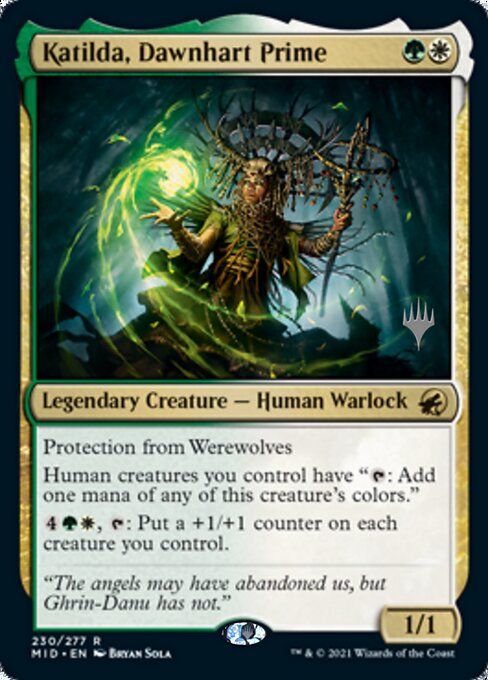 Katilda, Dawnhart Prime
Legendary Creature — Human Warlock
Protection from Werewolves
Human creatures you control have “T: Add
one mana of any of this creature's colors.”
4GW, T: Put a +1/+1 counter on each
creature you control.
“The angels may have abandoned us, but
Ghrin-Danu has not.”
1/1
230/277 R
MID • EN Bryan Sola
™ & © 2021 Wizards of the Coast